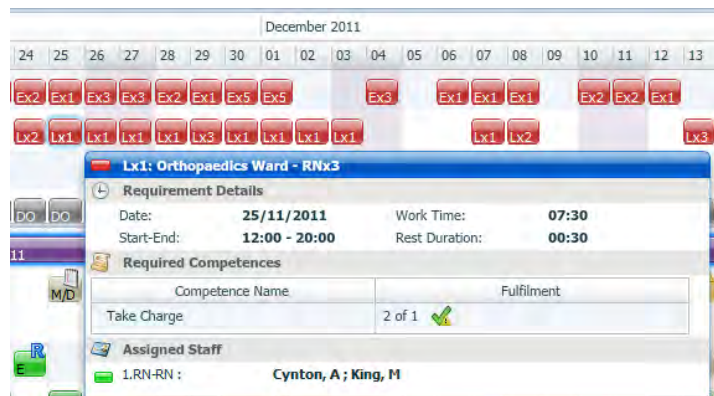 December 2011
24 25 26 27 28 29 30 01 02 03 04 05 06 07 08 09 10 11 12 13
Ex2 Ex1 Ex3 Ex3 Ex2 Ex1 Ex5 Ex5 Ex3 Ex1 Ex1 Ex1 Ex2 Ex2 Ex1
Lx2 Lx1 Lx1 Lx1 Lx1 Lx3 Lx1 Lx1 Lx1 Lx1 Lx1 Lx2 Lx3
Lx1: Orthopaedics Ward - RNx3
Requirement Details
DO DO Date: 25/11/2011 Work Time: 07:30
Start-End: 12:00 - 20:00 Rest Duration: 00:30
11 Required Competences
M/D Competence Name Fulfilment
Take Charge 2 of 1
R Assigned Staff
E 1.RN-RN : Cynton, A ; King, M